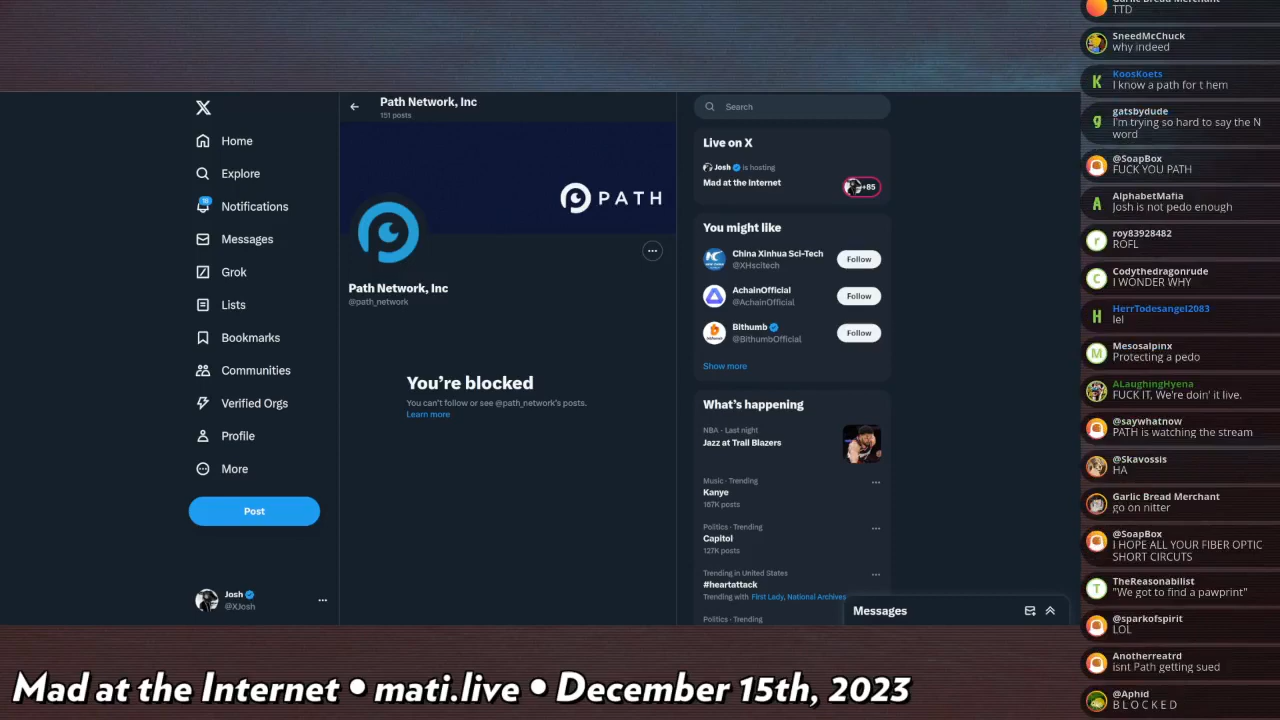 Home
Explore
Notifications
Messages
Grok
Lists
Bookmarks
Communities
Verified Orgs
Profile
More
Post
Josh
@XJosh
Path Network, Inc
151 posts
PATH
Path Network, Inc
@path_network
You're blocked
You can't follow or see @path_network's posts.
Learn more
Search
Live on X
Josh is hosting
Mad at the Internet
+85
You might like
China Xinhua Sci-Tech
@XHscitech
Follow
AchainOfficial
@AchainOfficial
Follow
Bithumb
@BithumbOfficial
Follow
Show more
What's happening
NBA · Last night
Jazz at Trail Blazers
Music · Trending
Kanye
167K posts
Politics · Trending
Capitol
127K posts
Trending in United States
#heartattack
Trending with First Lady, National Archives
Politics · Trending
Messages
Garlic Bread Merchant
TTD
SneedMcChuck
why indeed
KoosKoets
I know a path for t hem
gatsbydude
I'm trying so hard to say the N
word
@SoapBox
FUCK YOU PATH
AlphabetMafia
Josh is not pedo enough
roy83928482
ROFL
Codythedragonrude
I WONDER WHY
HerrTodesangel2083
lel
Mesosalpinx
Protecting a pedo
ALaughingHyena
FUCK IT, We're doin' it live.
@saywhatnow
PATH is watching the stream
@Skavossis
HA
Garlic Bread Merchant
go on nitter
@SoapBox
I HOPE ALL YOUR FIBER OPTIC
SHORT CIRCUTS
TheReasonabilist
"We got to find a pawprint"
@sparkofspirit
LOL
Anotherreatrd
isnt Path getting sued
@Aphid
B L O C K E D
Mad at the Internet • mati.live • December 15th, 2023